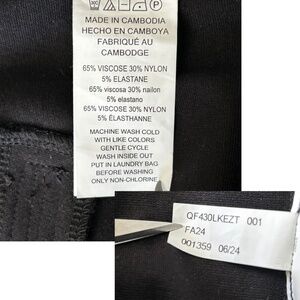 MADE IN CAMBODIA
HECHO EN CAMBOYA
FABRIQUÉ AU
CAMBODGE
65% VISCOSE 30% NYLON
5% ELASTANE
65% viscosa 30% nailon
5% elastano
65% VISCOSE 30% NYLON
5% ÉLASTHANNE
MACHINE WASH COLD
WITH LIKE COLORS
GENTLE CYCLE
WASH INSIDE OUT
PUT IN LAUNDRY BAG
BEFORE WASHING
ONLY NON-CHLORINE
QF430LKEZT 001
FA24
001359 06/24